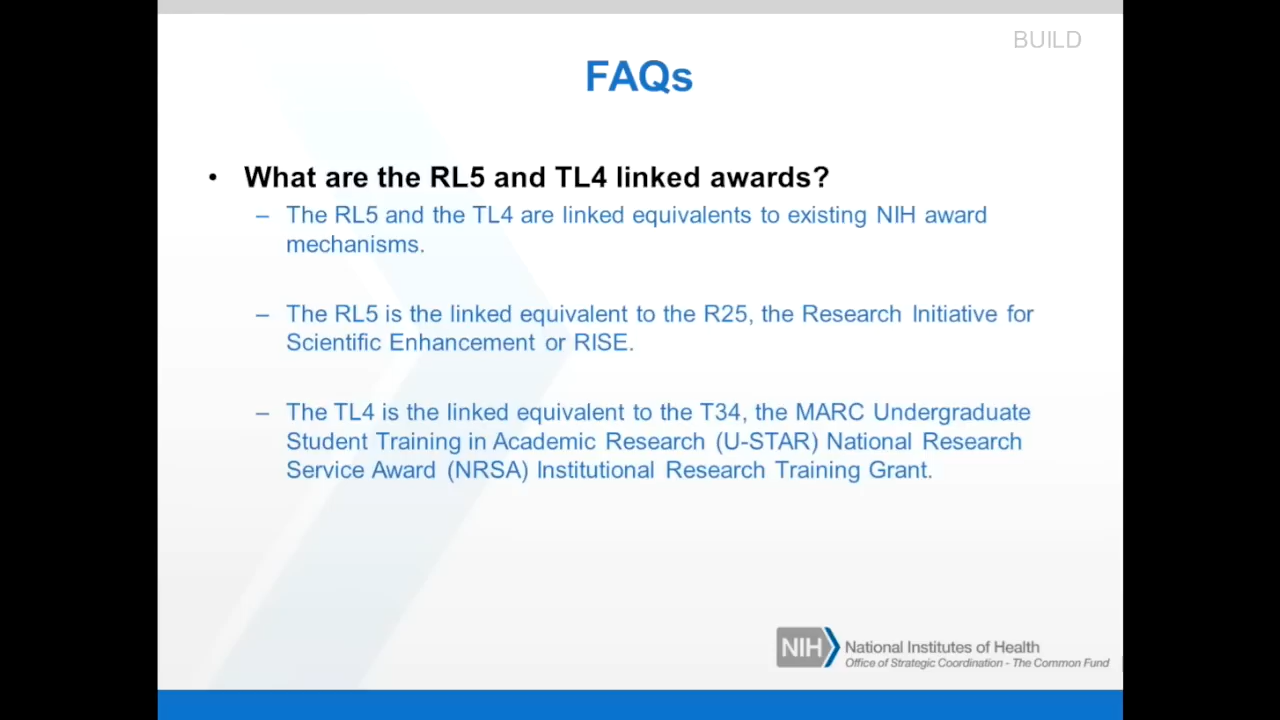 BUILD
FAQs
• What are the RL5 and TL4 linked awards?
– The RL5 and the TL4 are linked equivalents to existing NIH award
mechanisms.
– The RL5 is the linked equivalent to the R25, the Research Initiative for
Scientific Enhancement or RISE.
– The TL4 is the linked equivalent to the T34, the MARC Undergraduate
Student Training in Academic Research (U-STAR) National Research
Service Award (NRSA) Institutional Research Training Grant.
NIH National Institutes of Health
Office of Strategic Coordination - The Common Fund